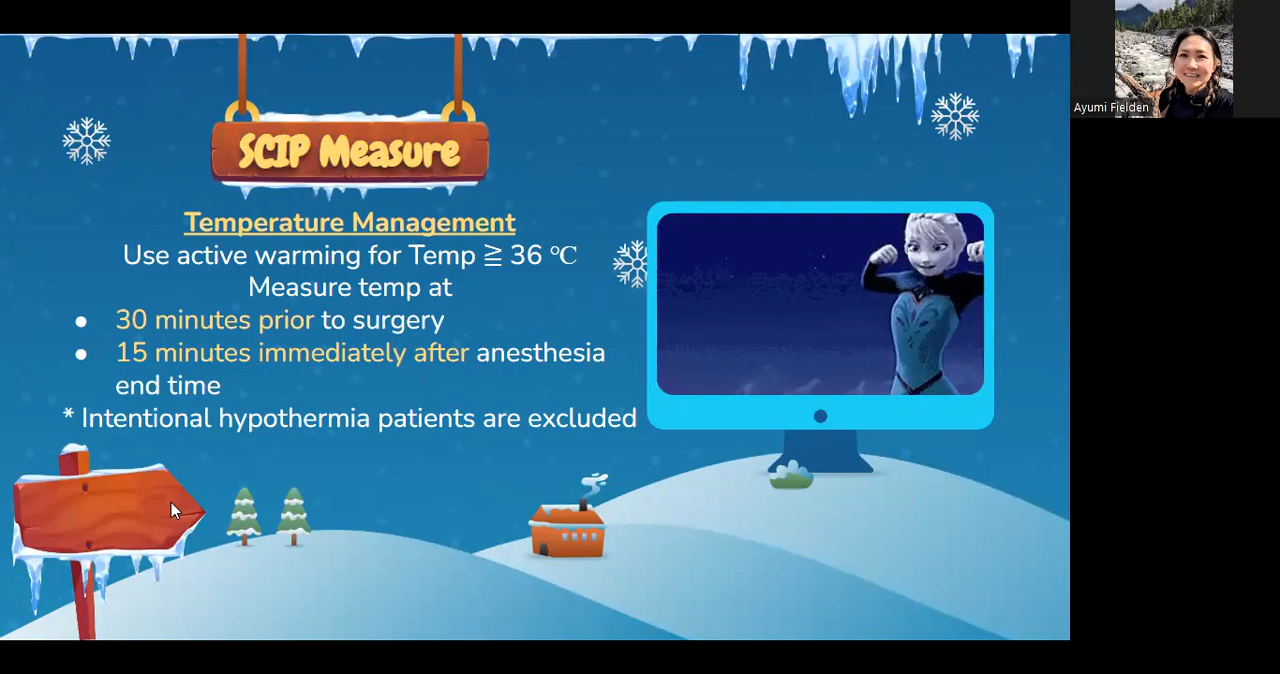 SCIP Measure
Temperature Management
Use active warming for Temp ≧ 36 ℃
Measure temp at
● 30 minutes prior to surgery
● 15 minutes immediately after anesthesia
end time
* Intentional hypothermia patients are excluded
Ayumi Fielden